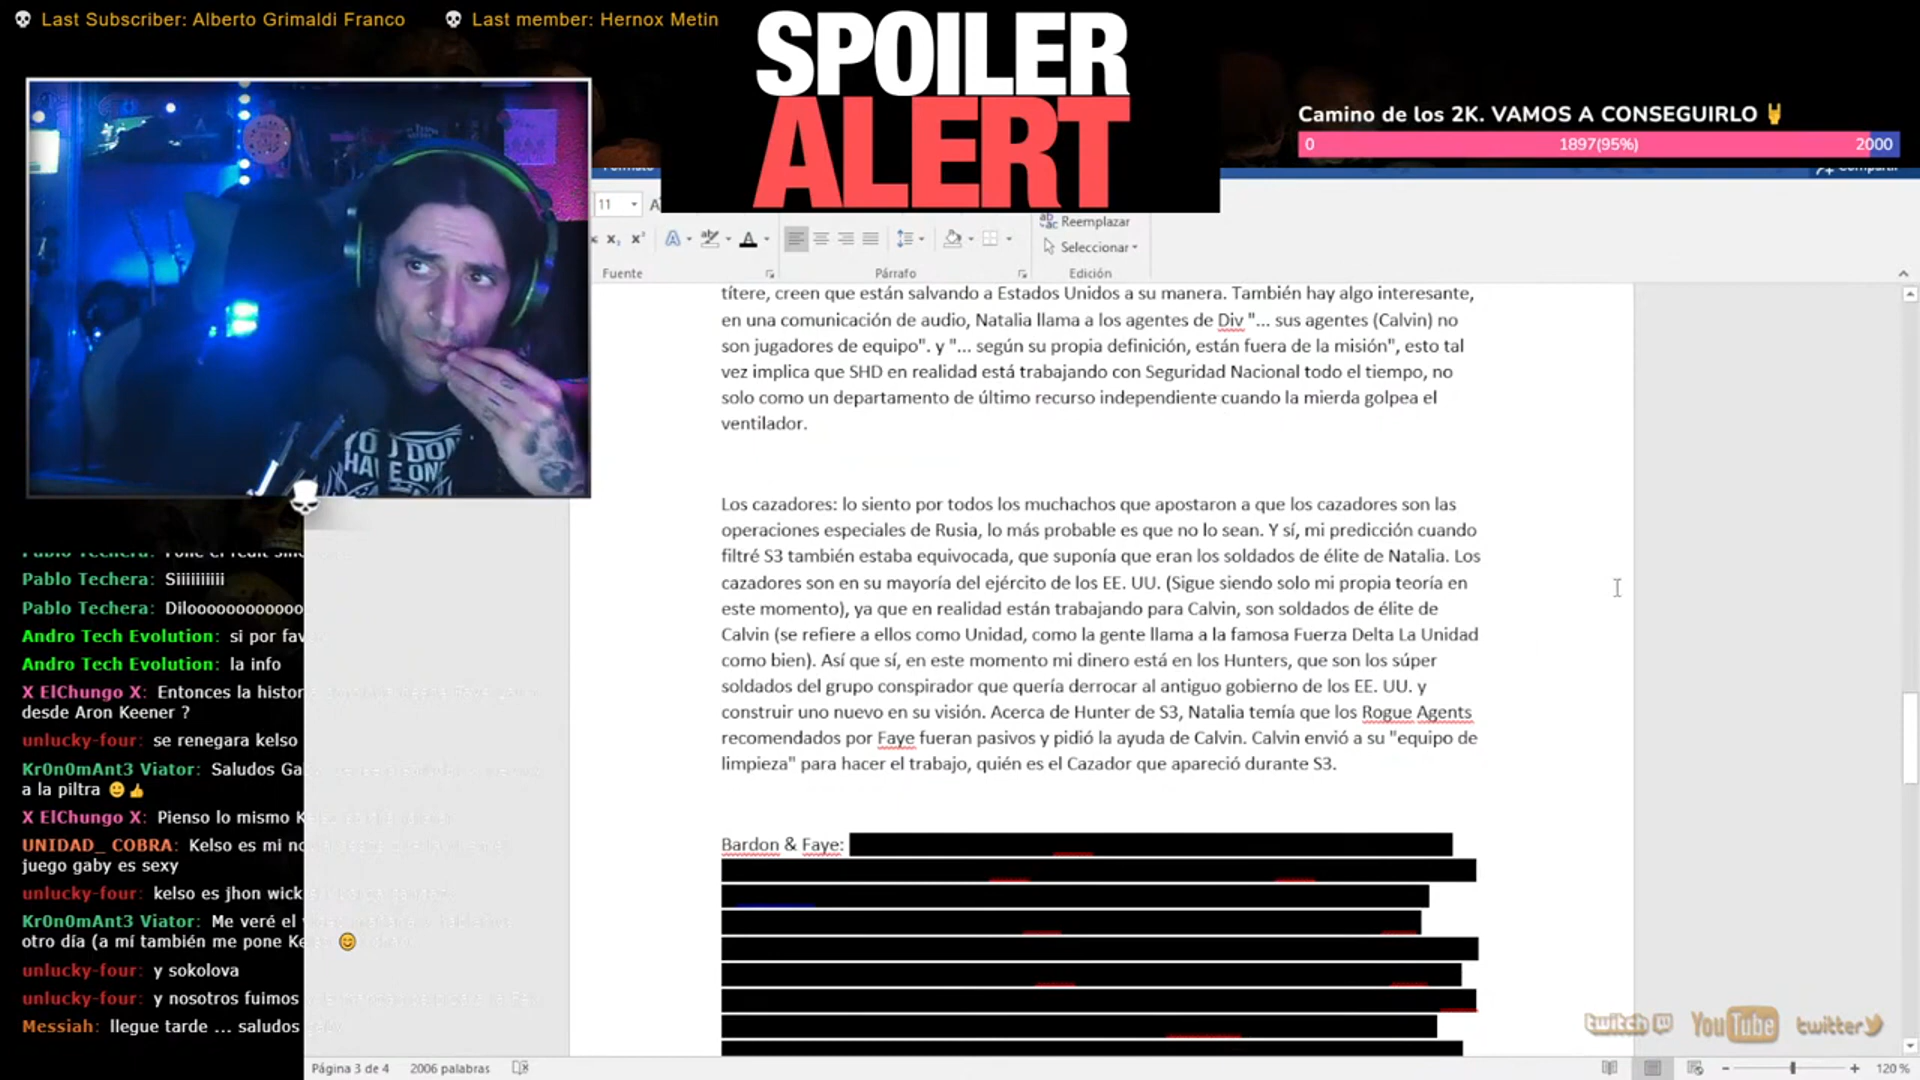 Last Subscriber: Alberto Grimaldi Franco
Last member: Hernox Metin
SPOILER
ALERT
Camino de los 2K. VAMOS A CONSEGUIRLO
0 1897(95%) 2000
11
Reemplazar
Seleccionar
Fuente
Párrafo
Edición
títere, creen que están salvando a Estados Unidos a su manera. También hay algo interesante,
en una comunicación de audio, Natalia llama a los agentes de Div "... sus agentes (Calvin) no
son jugadores de equipo". y "... según su propia definición, están fuera de la misión", esto tal
vez implica que SHD en realidad está trabajando con Seguridad Nacional todo el tiempo, no
solo como un departamento de último recurso independiente cuando la mierda golpea el
ventilador.
Los cazadores: lo siento por todos los muchachos que apostaron a que los cazadores son las
operaciones especiales de Rusia, lo más probable es que no lo sean. Y sí, mi predicción cuando
filtré S3 también estaba equivocada, que suponía que eran los soldados de élite de Natalia. Los
cazadores son en su mayoría del ejército de los EE. UU. (Sigue siendo solo mi propia teoría en
este momento), ya que en realidad están trabajando para Calvin, son soldados de élite de
Calvin (se refiere a ellos como Unidad, como la gente llama a la famosa Fuerza Delta La Unidad
como bien). Así que sí, en este momento mi dinero está en los Hunters, que son los súper
soldados del grupo conspirador que quería derrocar al antiguo gobierno de los EE. UU. y
construir uno nuevo en su visión. Acerca de Hunter de S3, Natalia temía que los Rogue Agents
recomendados por Faye fueran pasivos y pidió la ayuda de Calvin. Calvin envió a su "equipo de
limpieza" para hacer el trabajo, quién es el Cazador que apareció durante S3.
Bardon & Faye:
Pablo Techera: Siiiiiiiiii
Pablo Techera: Diloooooooooooo
Andro Tech Evolution: si por
Andro Tech Evolution: la info
X ElChungo X: Entonces la
desde Aron Keener ?
unlucky-four: se renegara kelso
Kr0n0mAnt3 Viator: Saludos
a la piltra
X ElChungo X: Pienso lo mismo
UNIDAD_ COBRA: Kelso es mi
juego gaby es sexy
unlucky-four: kelso es jhon wick
Kr0n0mAnt3 Viator: Me veré el
otro día (a mí también me pone
unlucky-four: y sokolova
unlucky-four: y nosotros fuimos
Messiah: llegue tarde ... saludos
twitch YouTube twitter
Página 3 de 4 2006 palabras
120 %